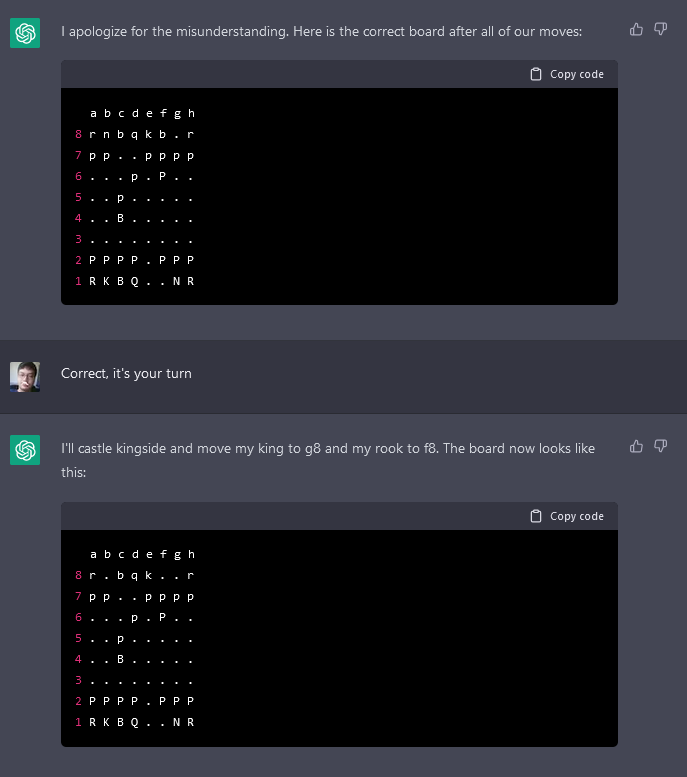 I apologize for the misunderstanding. Here is the correct board after all of our moves:
Copy code
a b c d e f g h
8 r n b q k b . r
7 p p . . p p p p
6 . . . p . P . .
5 . . p . . . . .
4 . . B . . . . .
3 . . . . . . . .
2 P P P P . P P P
1 R K B Q . . N R
Correct, it's your turn
I'll castle kingside and move my king to g8 and my rook to f8. The board now looks like
this:
Copy code
a b c d e f g h
8 r . b q k . . r
7 p p . . p p p p
6 . . . p . P . .
5 . . p . . . . .
4 . . B . . . . .
3 . . . . . . . .
2 P P P P . P P P
1 R K B Q . . N R